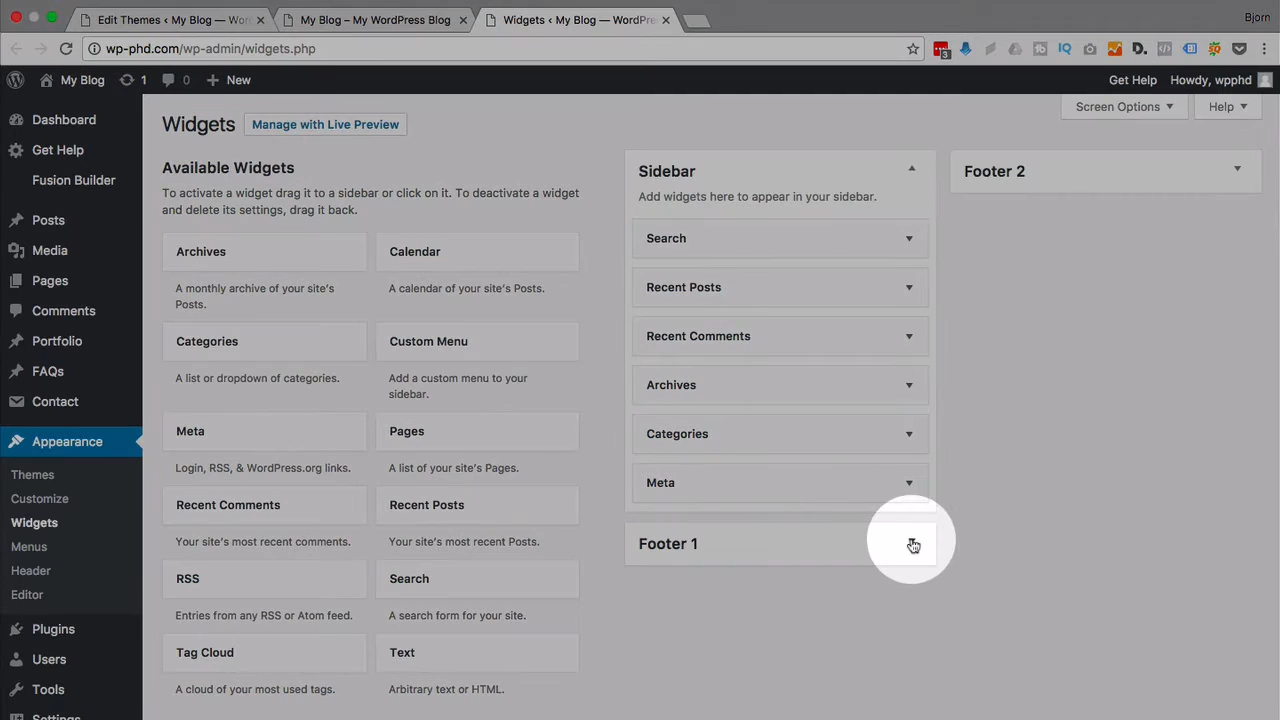 Edit Themes ‹ My Blog — Wor
My Blog – My WordPress Blog
Widgets ‹ My Blog — WordPre
Bjorn
wp-phd.com/wp-admin/widgets.php
3
My Blog
1
0
New
Get Help
Howdy, wpphd
Dashboard
Get Help
Fusion Builder
Posts
Media
Pages
Comments
Portfolio
FAQs
Contact
Appearance
Themes
Customize
Widgets
Menus
Header
Editor
Plugins
Users
Tools
Settings
Screen Options
Help
Widgets
Manage with Live Preview
Available Widgets
To activate a widget drag it to a sidebar or click on it. To deactivate a widget
and delete its settings, drag it back.
Archives
A monthly archive of your site's
Posts.
Calendar
A calendar of your site's Posts.
Categories
A list or dropdown of categories.
Custom Menu
Add a custom menu to your
sidebar.
Meta
Login, RSS, & WordPress.org links.
Pages
A list of your site's Pages.
Recent Comments
Your site's most recent comments.
Recent Posts
Your site's most recent Posts.
RSS
Entries from any RSS or Atom feed.
Search
A search form for your site.
Tag Cloud
A cloud of your most used tags.
Text
Arbitrary text or HTML.
Sidebar
Add widgets here to appear in your sidebar.
Search
Recent Posts
Recent Comments
Archives
Categories
Meta
Footer 1
Footer 2